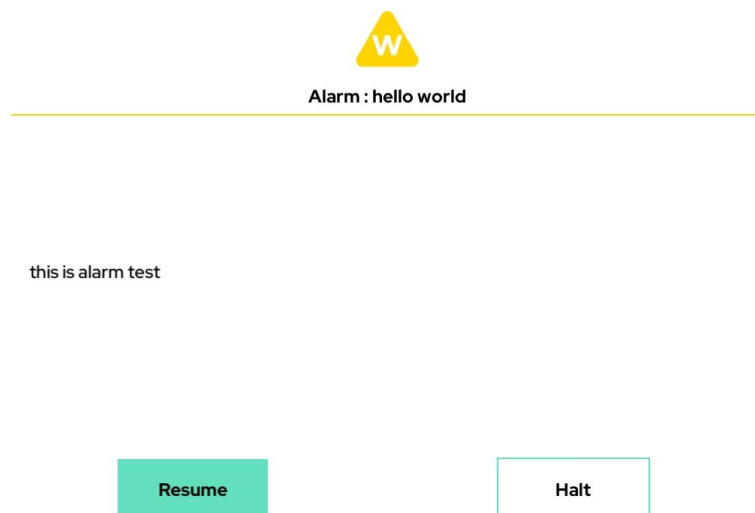 W
Alarm : hello world
this is alarm test
Resume
Halt